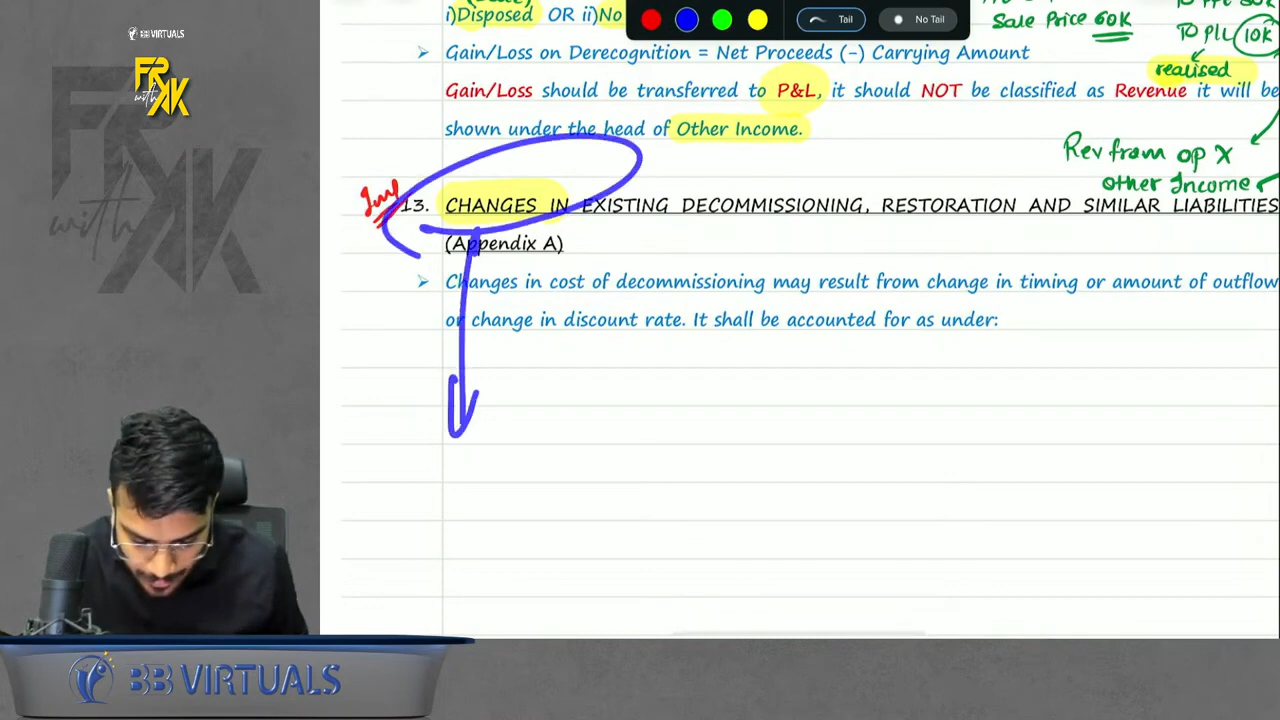 BB VIRTUALS
FR
with
AK
FR
with
AK
i)Disposed OR ii)No
Tail
No Tail
Sale Price 60K
TO P/L 10K
Gain/Loss on Derecognition = Net Proceeds (-) Carrying Amount
realised
Gain/Loss should be transferred to P&L, it should NOT be classified as Revenue it will be
shown under the head of Other Income.
Rev from op X
other Income
Imp
13. CHANGES IN EXISTING DECOMMISSIONING, RESTORATION AND SIMILAR LIABILITIES
(Appendix A)
Changes in cost of decommissioning may result from change in timing or amount of outflow
or change in discount rate. It shall be accounted for as under:
BB VIRTUALS